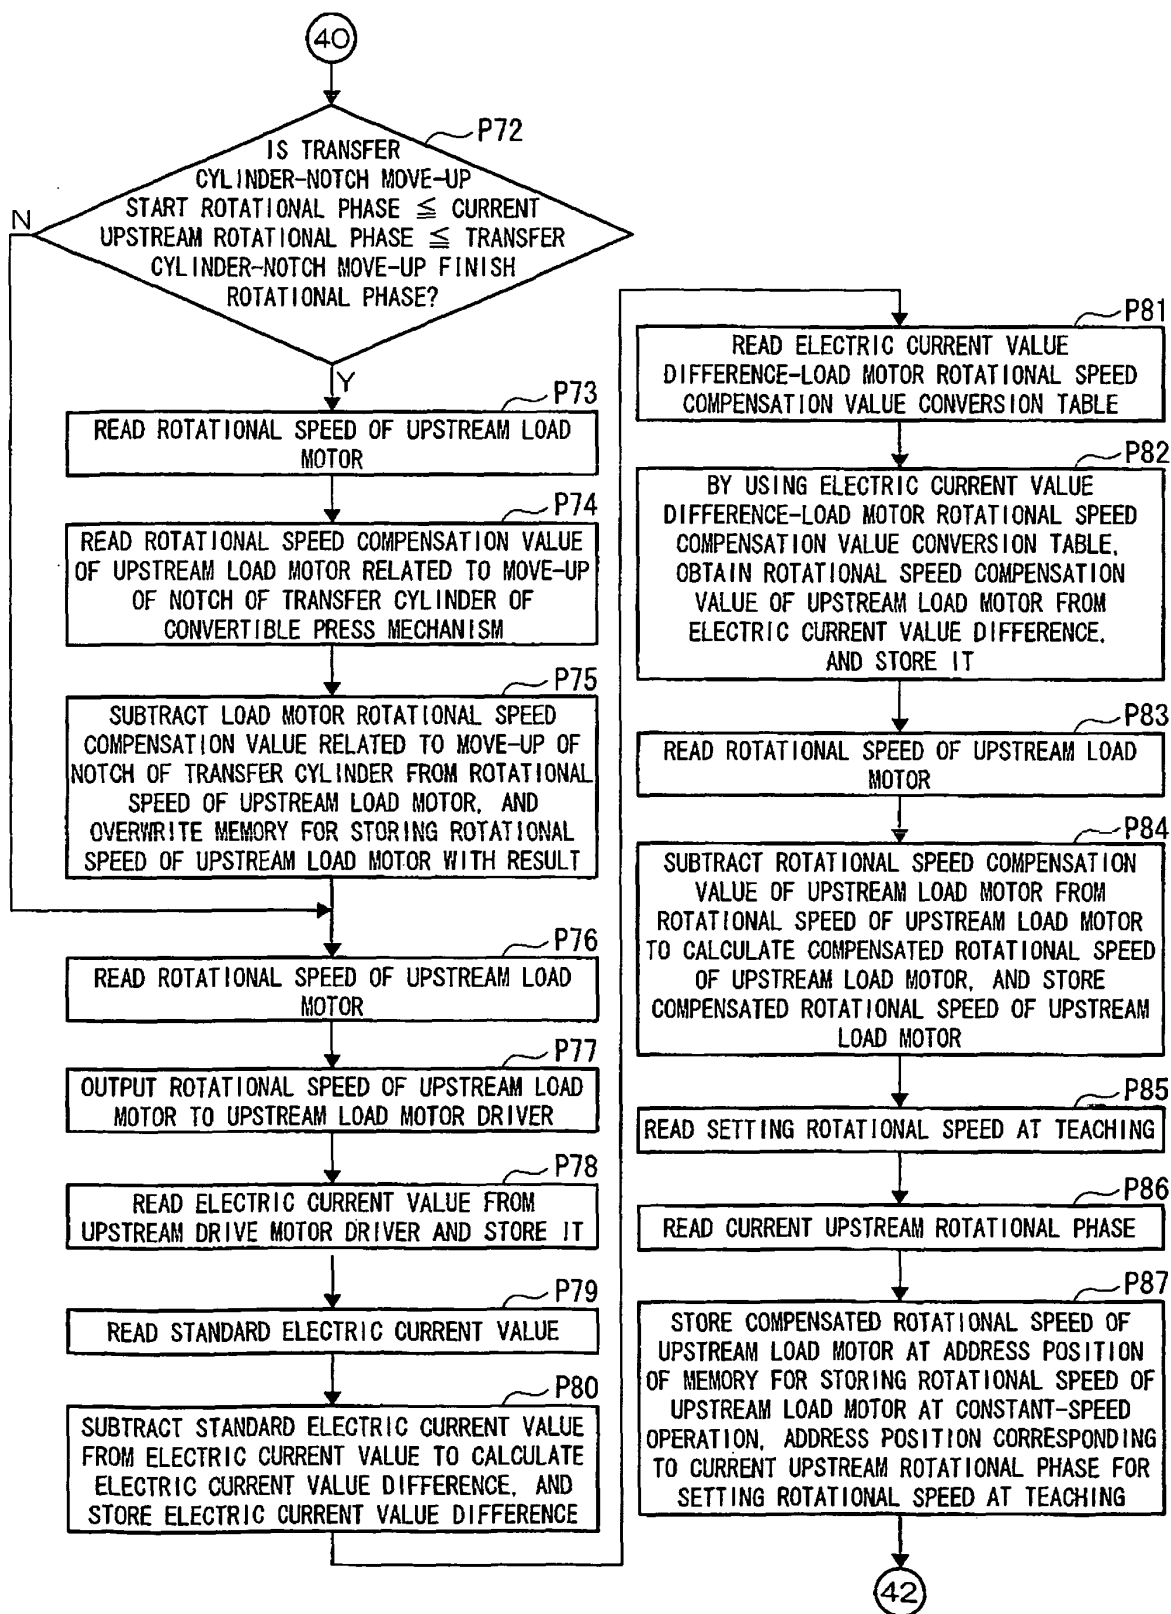 40
P72
IS TRANSFER
CYLINDER-NOTCH MOVE-UP
START ROTATIONAL PHASE ≦ CURRENT
UPSTREAM ROTATIONAL PHASE ≦ TRANSFER
CYLINDER-NOTCH MOVE-UP FINISH
ROTATIONAL PHASE?
N
Y
P73
READ ROTATIONAL SPEED OF UPSTREAM LOAD
MOTOR
P74
READ ROTATIONAL SPEED COMPENSATION VALUE
OF UPSTREAM LOAD MOTOR RELATED TO MOVE-UP
OF NOTCH OF TRANSFER CYLINDER OF
CONVERTIBLE PRESS MECHANISM
P75
SUBTRACT LOAD MOTOR ROTATIONAL SPEED
COMPENSATION VALUE RELATED TO MOVE-UP OF
NOTCH OF TRANSFER CYLINDER FROM ROTATIONAL
SPEED OF UPSTREAM LOAD MOTOR, AND
OVERWRITE MEMORY FOR STORING ROTATIONAL
SPEED OF UPSTREAM LOAD MOTOR WITH RESULT
P76
READ ROTATIONAL SPEED OF UPSTREAM LOAD
MOTOR
P77
OUTPUT ROTATIONAL SPEED OF UPSTREAM LOAD
MOTOR TO UPSTREAM LOAD MOTOR DRIVER
P78
READ ELECTRIC CURRENT VALUE FROM
UPSTREAM DRIVE MOTOR DRIVER AND STORE IT
P79
READ STANDARD ELECTRIC CURRENT VALUE
P80
SUBTRACT STANDARD ELECTRIC CURRENT VALUE
FROM ELECTRIC CURRENT VALUE TO CALCULATE
ELECTRIC CURRENT VALUE DIFFERENCE, AND
STORE ELECTRIC CURRENT VALUE DIFFERENCE
P81
READ ELECTRIC CURRENT VALUE
DIFFERENCE-LOAD MOTOR ROTATIONAL SPEED
COMPENSATION VALUE CONVERSION TABLE
P82
BY USING ELECTRIC CURRENT VALUE
DIFFERENCE-LOAD MOTOR ROTATIONAL SPEED
COMPENSATION VALUE CONVERSION TABLE,
OBTAIN ROTATIONAL SPEED COMPENSATION
VALUE OF UPSTREAM LOAD MOTOR FROM
ELECTRIC CURRENT VALUE DIFFERENCE,
AND STORE IT
P83
READ ROTATIONAL SPEED OF UPSTREAM LOAD
MOTOR
P84
SUBTRACT ROTATIONAL SPEED COMPENSATION
VALUE OF UPSTREAM LOAD MOTOR FROM
ROTATIONAL SPEED OF UPSTREAM LOAD MOTOR
TO CALCULATE COMPENSATED ROTATIONAL SPEED
OF UPSTREAM LOAD MOTOR, AND STORE
COMPENSATED ROTATIONAL SPEED OF UPSTREAM
LOAD MOTOR
P85
READ SETTING ROTATIONAL SPEED AT TEACHING
P86
READ CURRENT UPSTREAM ROTATIONAL PHASE
P87
STORE COMPENSATED ROTATIONAL SPEED OF
UPSTREAM LOAD MOTOR AT ADDRESS POSITION
OF MEMORY FOR STORING ROTATIONAL SPEED OF
UPSTREAM LOAD MOTOR AT CONSTANT-SPEED
OPERATION, ADDRESS POSITION CORRESPONDING
TO CURRENT UPSTREAM ROTATIONAL PHASE FOR
SETTING ROTATIONAL SPEED AT TEACHING
42